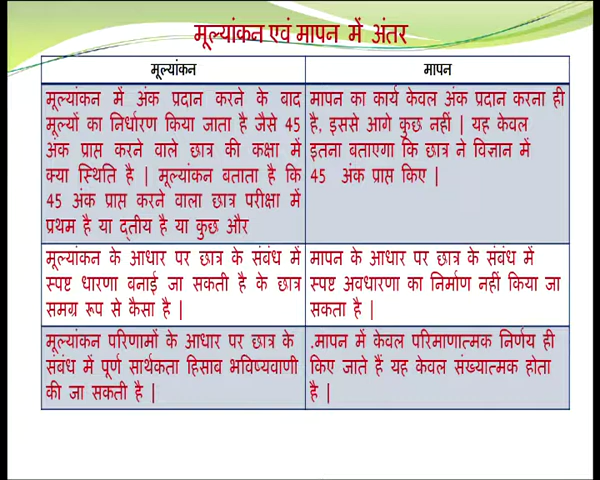 मूल्यांकन एवं मापन में अंतर
मूल्यांकन
मापन
मूल्यांकन में अंक प्रदान करने के बाद
मूल्यों का निर्धारण किया जाता है जैसे 45
अंक प्राप्त करने वाले छात्र की कक्षा में
क्या स्थिति है | मूल्यांकन बताता है कि
45 अंक प्राप्त करने वाला छात्र परीक्षा में
प्रथम है या द्तीय है या कुछ और
मापन का कार्य केवल अंक प्रदान करना ही
है, इससे आगे कुछ नहीं | यह केवल
इतना बताएगा कि छात्र ने विज्ञान में
45 अंक प्राप्त किए |
मूल्यांकन के आधार पर छात्र के संबंध में
स्पष्ट धारणा वनाई जा सकती है के छात्र
समग्र रूप से कैसा है |
मापन के आधार पर छात्र के संबंध में
स्पष्ट अवधारणा का निर्माण नहीं किया जा
सकता है |
मूल्यांकन परिणामों के आधार पर छात्र के
संबंध में पूर्ण सार्थकता हिसाब भविष्यवाणी
की जा सकती है |
.मापन में केवल परिमाणात्मक निर्णय ही
किए जाते हैं यह केवल संख्यात्मक होता
है |